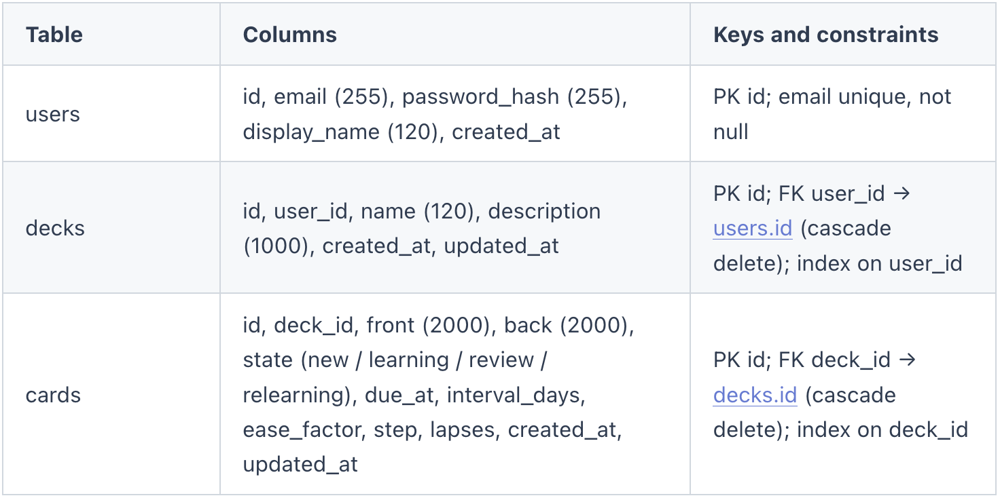 Table
Columns
Keys and constraints
users
id, email (255), password_hash (255),
display_name (120), created_at
PK id; email unique, not
null
decks
id, user_id, name (120), description
(1000), created_at, updated_at
PK id; FK user_id →
users.id (cascade
delete); index on user_id
cards
id, deck_id, front (2000), back (2000),
state (new / learning / review /
relearning), due_at, interval_days,
ease_factor, step, lapses, created_at,
updated_at
PK id; FK deck_id →
decks.id (cascade
delete); index on deck_id